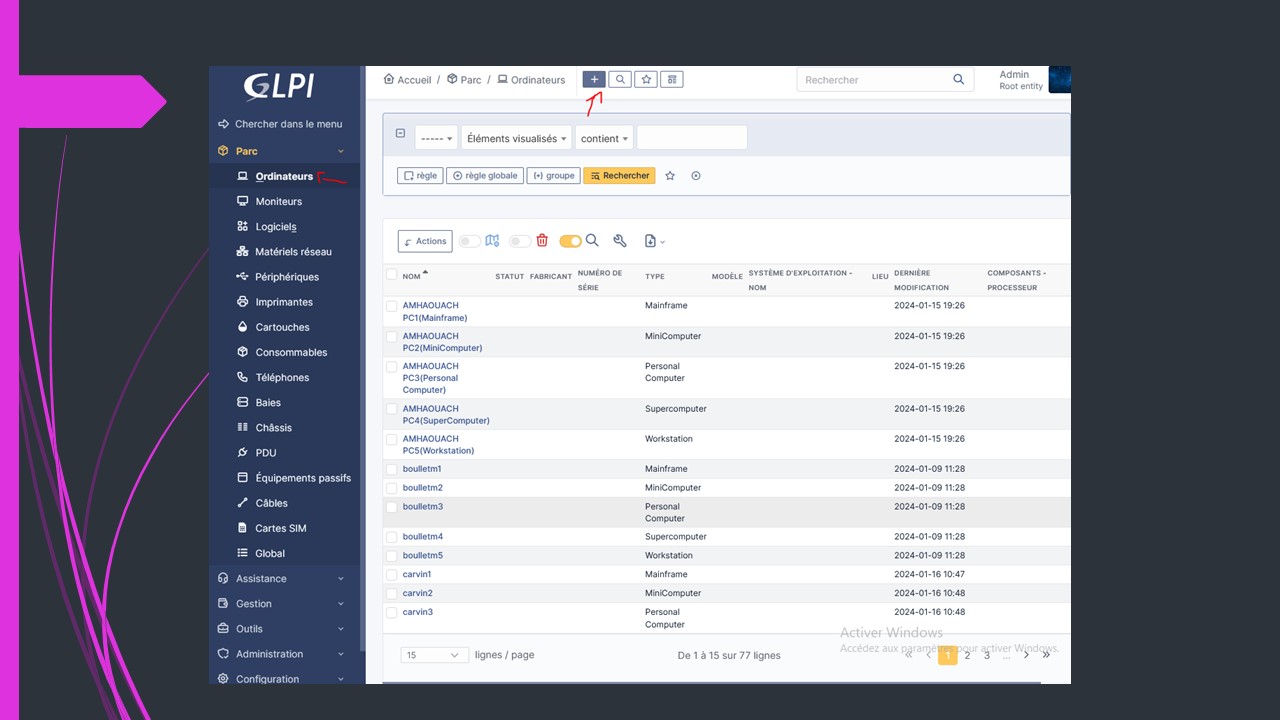 GLPI
Accueil / Parc / Ordinateurs
Rechercher
Admin
Root entity
Chercher dans le menu
Parc
Ordinateurs
Moniteurs
Logiciels
Matériels réseau
Périphériques
Imprimantes
Cartouches
Consommables
Téléphones
Baies
Châssis
PDU
Équipements passifs
Câbles
Cartes SIM
Global
Assistance
Gestion
Outils
Administration
Configuration
----- Éléments visualisés contient
règle règle globale (+) groupe Rechercher
Actions
NOM STATUT FABRICANT NUMÉRO DE SÉRIE TYPE MODÈLE SYSTÈME D'EXPLOITATION - NOM LIEU DERNIÈRE MODIFICATION COMPOSANTS - PROCESSEUR
AMHAOUACH PC1(Mainframe) Mainframe 2024-01-15 19:26
AMHAOUACH PC2(MiniComputer) MiniComputer 2024-01-15 19:26
AMHAOUACH PC3(Personal Computer) Personal Computer 2024-01-15 19:26
AMHAOUACH PC4(SuperComputer) Supercomputer 2024-01-15 19:26
AMHAOUACH PC5(Workstation) Workstation 2024-01-15 19:26
boulletm1 Mainframe 2024-01-09 11:28
boulletm2 MiniComputer 2024-01-09 11:28
boulletm3 Personal Computer 2024-01-09 11:28
boulletm4 Supercomputer 2024-01-09 11:28
boulletm5 Workstation 2024-01-09 11:28
carvin1 Mainframe 2024-01-16 10:47
carvin2 MiniComputer 2024-01-16 10:48
carvin3 Personal Computer 2024-01-16 10:48
15 lignes / page De 1 à 15 sur 77 lignes « ‹ 1 2 3 ... › »
Activer Windows
Accédez aux paramètres pour activer Windows.